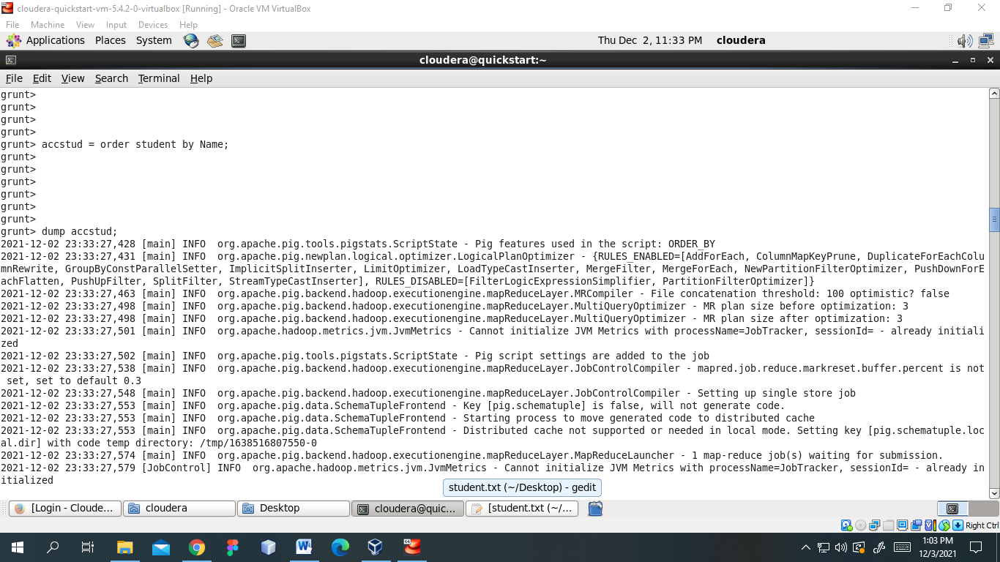 cloudera-quickstart-vm-5.4.2-0-virtualbox [Running] - Oracle VM VirtualBox
File Machine View Input Devices Help
Applications Places System Thu Dec 2, 11:33 PM cloudera
cloudera@quickstart:~
File Edit View Search Terminal Help
grunt>
grunt>
grunt>
grunt>
grunt> accstud = order student by Name;
grunt>
grunt>
grunt>
grunt>
grunt>
grunt>
grunt> dump accstud;
2021-12-02 23:33:27,428 [main] INFO  org.apache.pig.tools.pigstats.ScriptState - Pig features used in the script: ORDER_BY
2021-12-02 23:33:27,431 [main] INFO  org.apache.pig.newplan.logical.optimizer.LogicalPlanOptimizer - {RULES_ENABLED=[AddForEach, ColumnMapKeyPrune, DuplicateForEachColu
mnRewrite, GroupByConstParallelSetter, ImplicitSplitInserter, LimitOptimizer, LoadTypeCastInserter, MergeFilter, MergeForEach, NewPartitionFilterOptimizer, PushDownForE
achFlatten, PushUpFilter, SplitFilter, StreamTypeCastInserter], RULES_DISABLED=[FilterLogicExpressionSimplifier, PartitionFilterOptimizer]}
2021-12-02 23:33:27,463 [main] INFO  org.apache.pig.backend.hadoop.executionengine.mapReduceLayer.MRCompiler - File concatenation threshold: 100 optimistic? false
2021-12-02 23:33:27,498 [main] INFO  org.apache.pig.backend.hadoop.executionengine.mapReduceLayer.MultiQueryOptimizer - MR plan size before optimization: 3
2021-12-02 23:33:27,498 [main] INFO  org.apache.pig.backend.hadoop.executionengine.mapReduceLayer.MultiQueryOptimizer - MR plan size after optimization: 3
2021-12-02 23:33:27,501 [main] INFO  org.apache.hadoop.metrics.jvm.JvmMetrics - Cannot initialize JVM Metrics with processName=JobTracker, sessionId= - already initiali
zed
2021-12-02 23:33:27,502 [main] INFO  org.apache.pig.tools.pigstats.ScriptState - Pig script settings are added to the job
2021-12-02 23:33:27,538 [main] INFO  org.apache.pig.backend.hadoop.executionengine.mapReduceLayer.JobControlCompiler - mapred.job.reduce.markreset.buffer.percent is not
 set, set to default 0.3
2021-12-02 23:33:27,548 [main] INFO  org.apache.pig.backend.hadoop.executionengine.mapReduceLayer.JobControlCompiler - Setting up single store job
2021-12-02 23:33:27,553 [main] INFO  org.apache.pig.data.SchemaTupleFrontend - Key [pig.schematuple] is false, will not generate code.
2021-12-02 23:33:27,553 [main] INFO  org.apache.pig.data.SchemaTupleFrontend - Starting process to move generated code to distributed cache
2021-12-02 23:33:27,553 [main] INFO  org.apache.pig.data.SchemaTupleFrontend - Distributed cache not supported or needed in local mode. Setting key [pig.schematuple.loc
al.dir] with code temp directory: /tmp/1638516807550-0
2021-12-02 23:33:27,574 [main] INFO  org.apache.pig.backend.hadoop.executionengine.mapReduceLayer.MapReduceLauncher - 1 map-reduce job(s) waiting for submission.
2021-12-02 23:33:27,579 [JobControl] INFO  org.apache.hadoop.metrics.jvm.JvmMetrics - Cannot initialize JVM Metrics with processName=JobTracker, sessionId= - already in
itialized
student.txt (~/Desktop) - gedit
[Login - Cloude... cloudera Desktop cloudera@quic... [student.txt (~/...
Right Ctrl
1:03 PM
12/3/2021